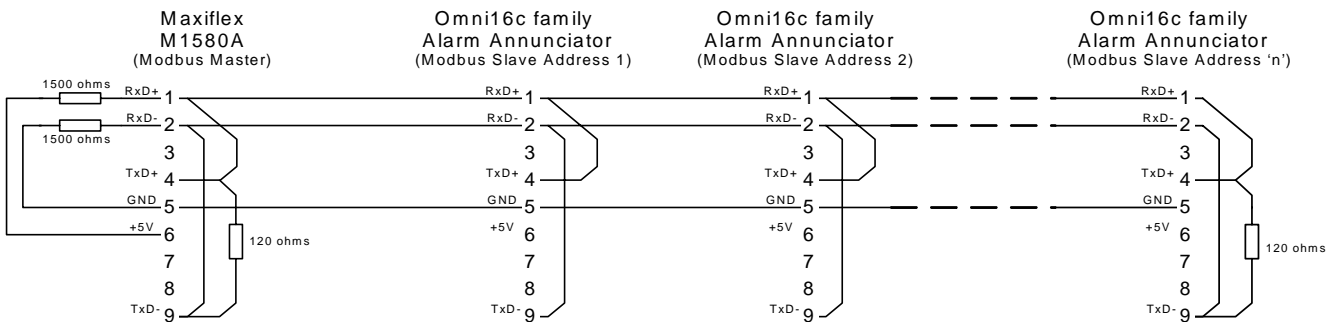 Maxiflex
M1580A
(Modbus Master)
1500 ohms
1500 ohms
RxD+ 1
RxD- 2
3
TxD+ 4
GND 5
+5V 6
7
8
TxD- 9
120 ohms
Omni16c family
Alarm Annunciator
(Modbus Slave Address 1)
RxD+ 1
RxD- 2
3
TxD+ 4
GND 5
+5V 6
7
8
TxD- 9
Omni16c family
Alarm Annunciator
(Modbus Slave Address 2)
RxD+ 1
RxD- 2
3
TxD+ 4
GND 5
+5V 6
7
8
TxD- 9
Omni16c family
Alarm Annunciator
(Modbus Slave Address 'n')
RxD+ 1
RxD- 2
3
TxD+ 4
GND 5
+5V 6
7
8
TxD- 9
120 ohms